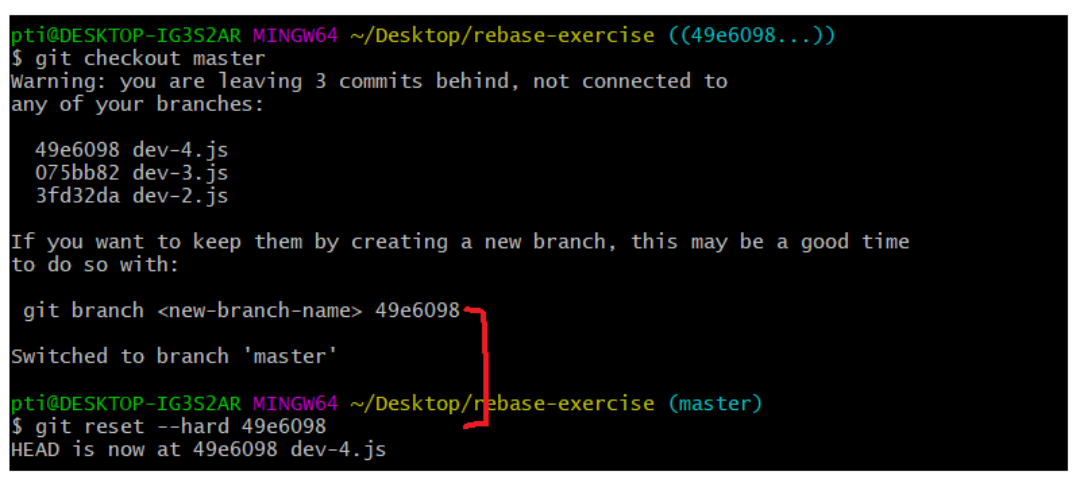 pti@DESKTOP-IG3S2AR MINGW64 ~/Desktop/rebase-exercise ((49e6098...))
$ git checkout master
Warning: you are leaving 3 commits behind, not connected to
any of your branches:
49e6098 dev-4.js
075bb82 dev-3.js
3fd32da dev-2.js
If you want to keep them by creating a new branch, this may be a good time
to do so with:
git branch <new-branch-name> 49e6098
Switched to branch 'master'
pti@DESKTOP-IG3S2AR MINGW64 ~/Desktop/rebase-exercise (master)
$ git reset --hard 49e6098
HEAD is now at 49e6098 dev-4.js